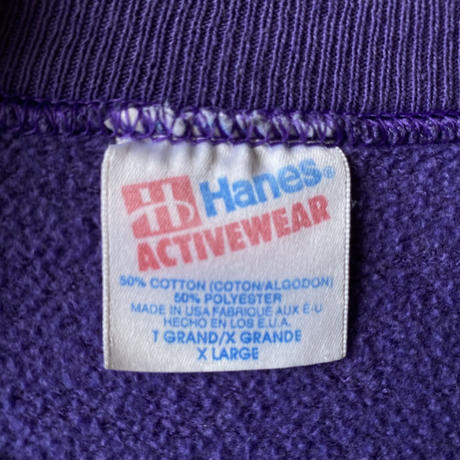 Hanes®
ACTIVEWEAR
50% COTTON (COTON/ALGODON)
50% POLYESTER
MADE IN USA FABRIQUE AUX É-U
HECHO EN LOS E.U.A.
T GRAND/X GRANDE
X LARGE